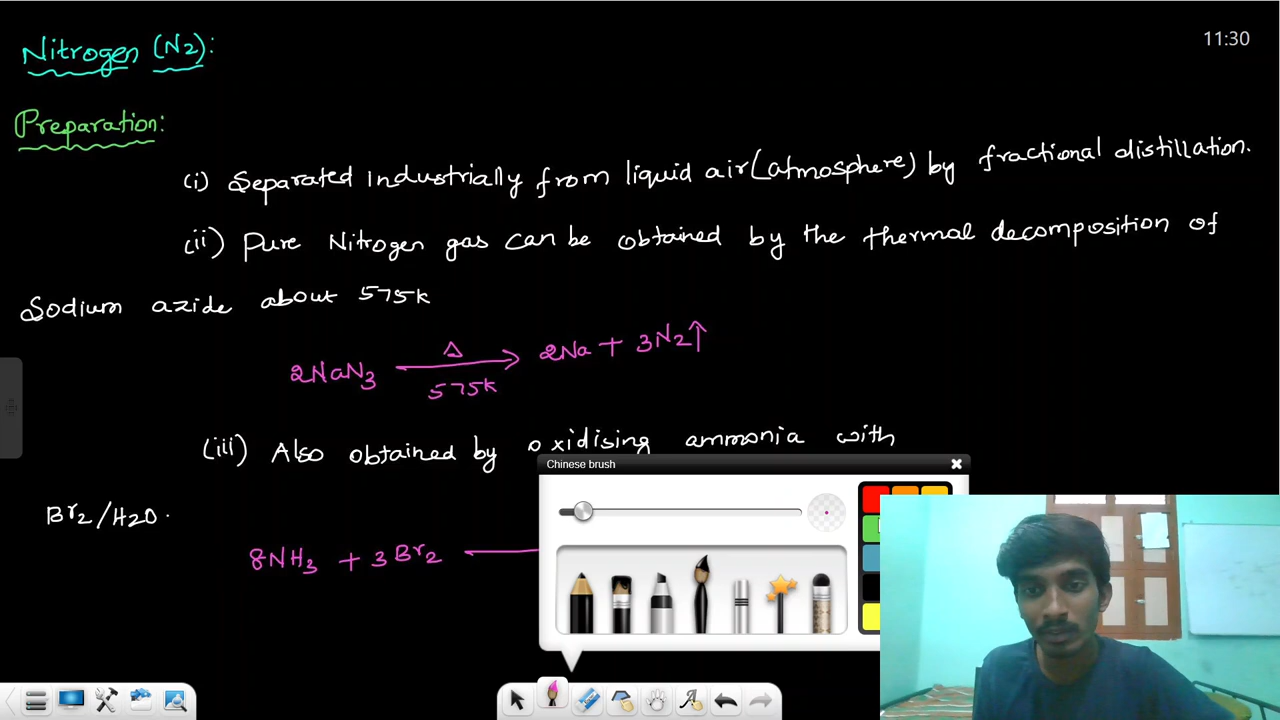 Nitrogen (N2):
11:30
Preparation:
(i) Separated industrially from liquid air (atmosphere) by fractional distillation.
(ii) Pure Nitrogen gas can be obtained by the thermal decomposition of
Sodium azide about 575K
2NaN3 Δ 575K → 2Na + 3N2↑
(iii) Also obtained by oxidising ammonia with
Chinese brush
Br2/H2O.
8NH3 + 3Br2